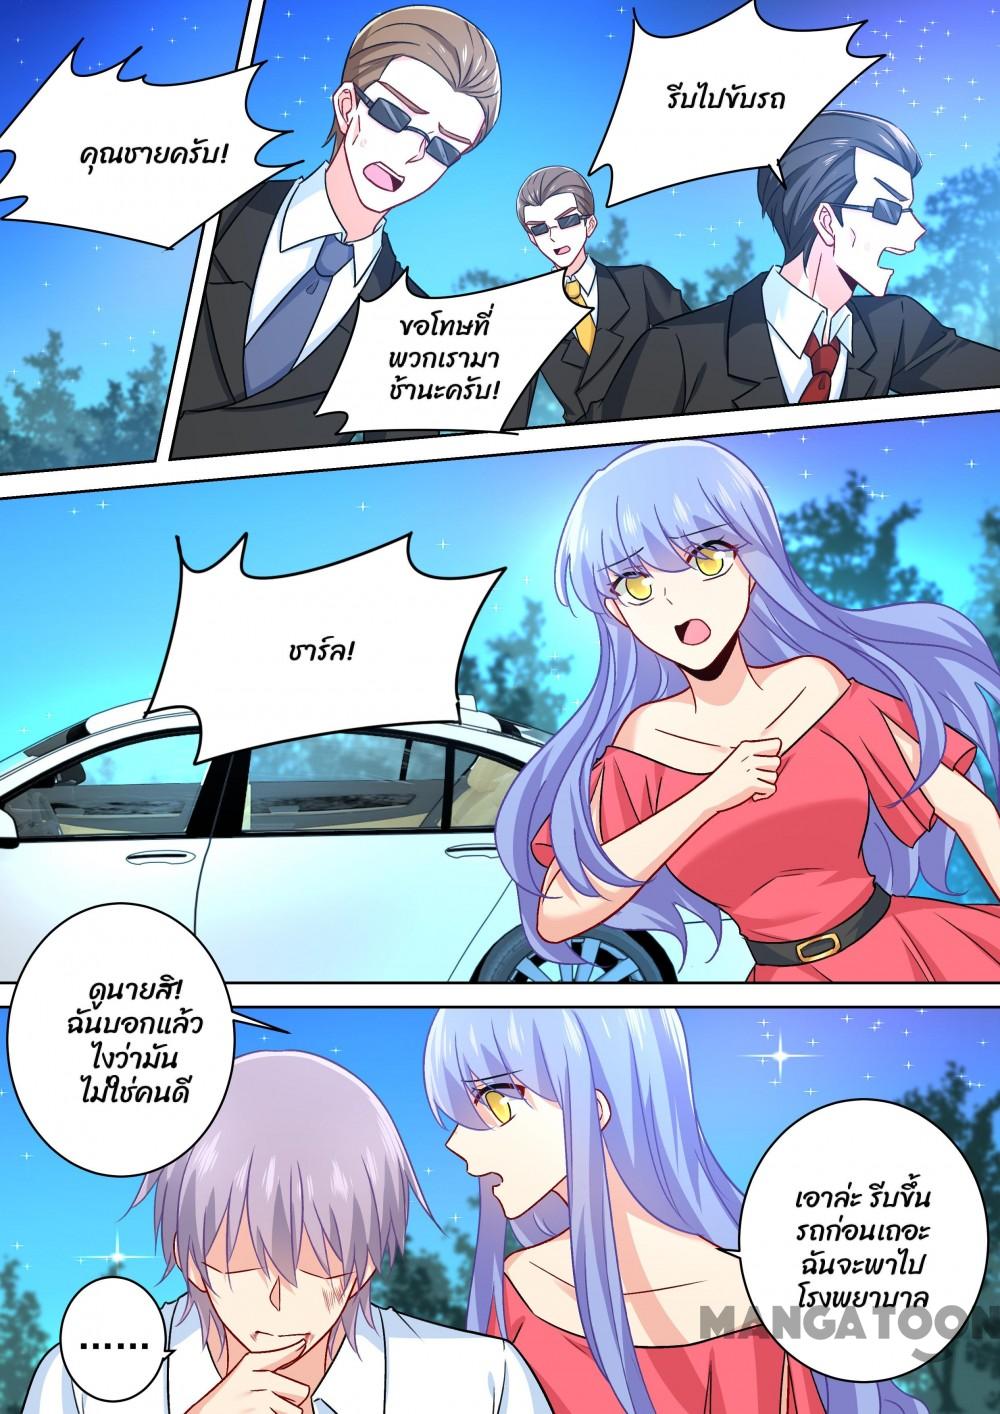 คุณชายครับ!
รีบไปขับรถ
ขอโทษที่
พวกเรามา
ช้านะครับ!
ชาร์ล!
ดูนายสิ!
ฉันบอกแล้ว
ไงว่ามัน
ไม่ใช่คนดี
เอาล่ะ รีบขึ้น
รถก่อนเถอะ
ฉันจะพาไป
โรงพยาบาล
......
MANGATOON